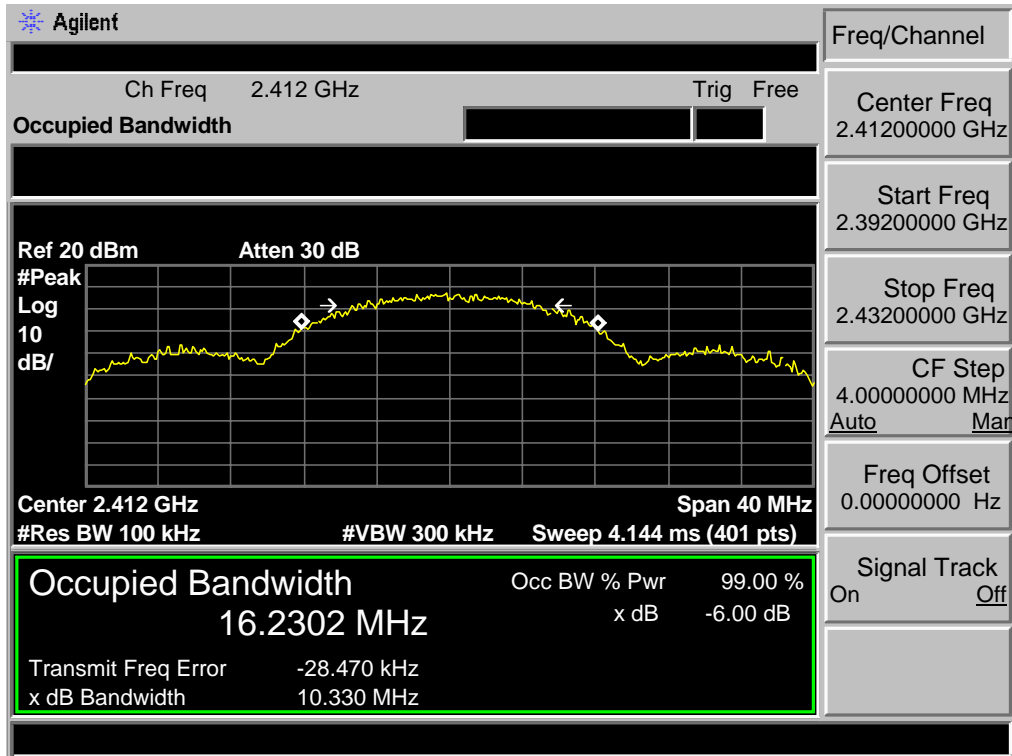 Agilent
Freq/Channel
Ch Freq 2.412 GHz Trig Free
Occupied Bandwidth
Center Freq
2.41200000 GHz
Start Freq
2.39200000 GHz
Stop Freq
2.43200000 GHz
CF Step
4.00000000 MHz
Auto Man
Freq Offset
0.00000000 Hz
Signal Track
On Off
Ref 20 dBm Atten 30 dB
#Peak
Log
10
dB/
Center 2.412 GHz Span 40 MHz
#Res BW 100 kHz #VBW 300 kHz Sweep 4.144 ms (401 pts)
Occupied Bandwidth Occ BW % Pwr 99.00 %
16.2302 MHz x dB -6.00 dB
Transmit Freq Error -28.470 kHz
x dB Bandwidth 10.330 MHz